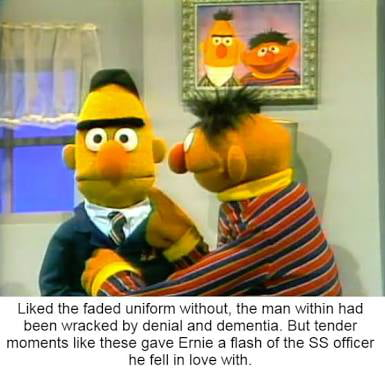 Liked the faded uniform without, the man within had
been wracked by denial and dementia. But tender
moments like these gave Ernie a flash of the SS officer
he fell in love with.